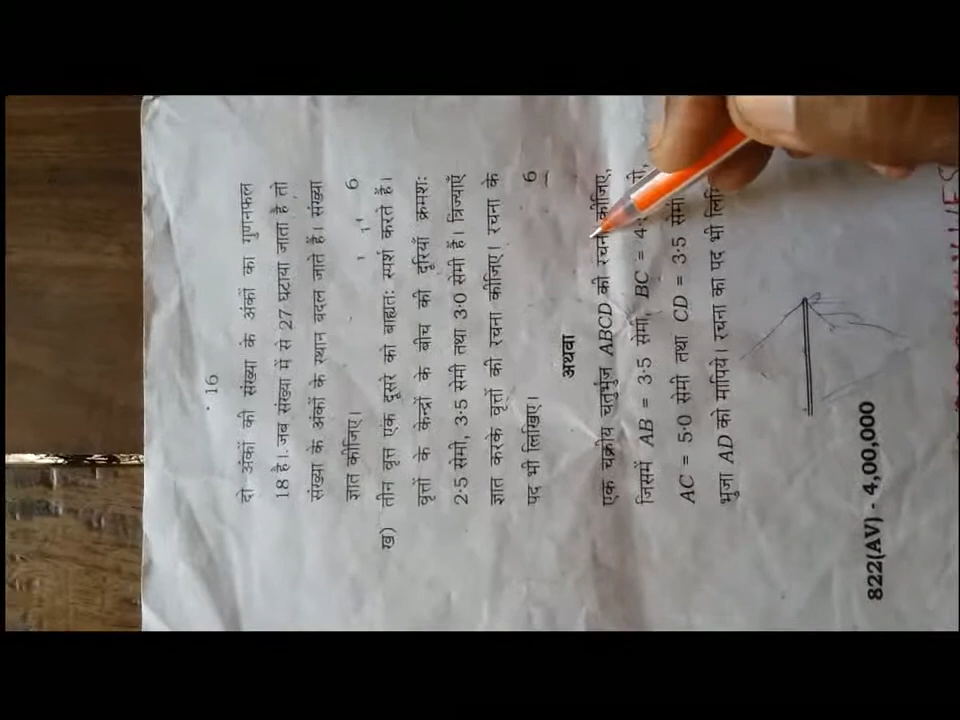 16
दो अंकों की संख्या के अंकों का गुणनफल
18 है। जब संख्या में से 27 घटाया जाता है तो
संख्या के अंकों के स्थान बदल जाते हैं। संख्या
ज्ञात कीजिए। 6
ख) तीन वृत्त एक दूसरे को बाह्यतः स्पर्श करते हैं।
वृत्तों के केन्द्रों के बीच की दूरियाँ क्रमशः
2·5 सेमी, 3·5 सेमी तथा 3·0 सेमी हैं। त्रिज्याएँ
ज्ञात करके वृत्तों की रचना कीजिए। रचना के
पद भी लिखिए। 6
अथवा
एक चक्रीय चतुर्भुज ABCD की रचना कीजिए,
जिसमें AB = 3·5 सेमी, BC =
AC = 5·0 सेमी तथा CD = 3·5 सेमी
भुजा AD को मापिये। रचना का पद भी
822(AV) - 4,00,000